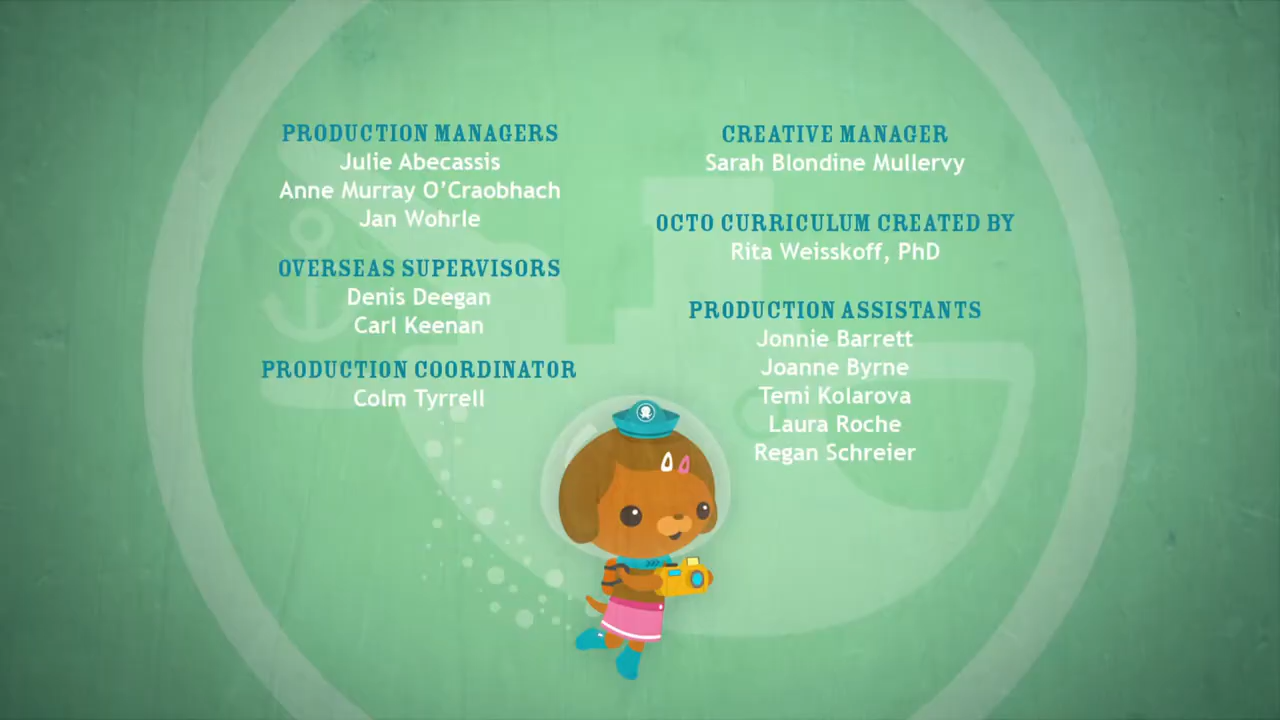 PRODUCTION MANAGERS
Julie Abecassis
Anne Murray O'Craobhach
Jan Wohrle
OVERSEAS SUPERVISORS
Denis Deegan
Carl Keenan
PRODUCTION COORDINATOR
Colm Tyrrell
CREATIVE MANAGER
Sarah Blondine Mullervy
OCTO CURRICULUM CREATED BY
Rita Weisskoff, PhD
PRODUCTION ASSISTANTS
Jonnie Barrett
Joanne Byrne
Temi Kolarova
Laura Roche
Regan Schreier